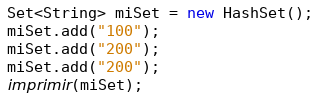 Set<String> miSet = new HashSet();
miSet.add("100");
miSet.add("200");
miSet.add("200");
imprimir(miSet);